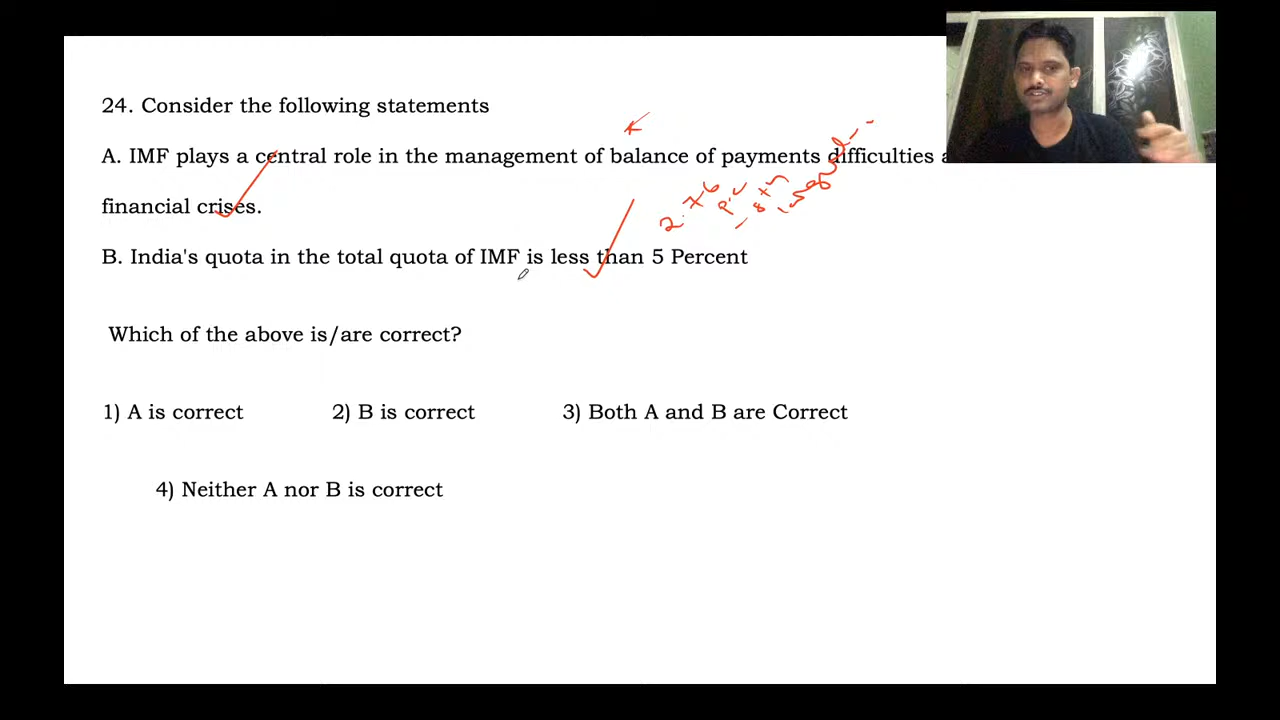 24. Consider the following statements
A. IMF plays a central role in the management of balance of payments difficulties a
financial crises.
2.76
8th
B. India's quota in the total quota of IMF is less than 5 Percent
Which of the above is/are correct?
1) A is correct 2) B is correct 3) Both A and B are Correct
4) Neither A nor B is correct